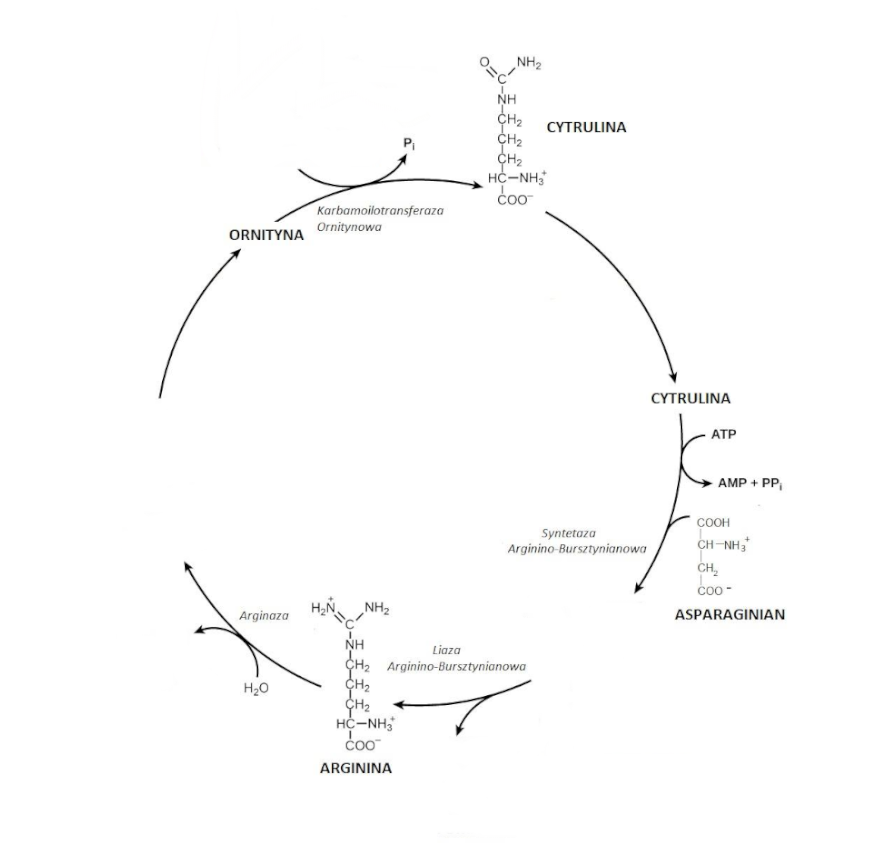 O NH₂
C
NH
CH₂
CYTRULINA
CH₂
CH₂
HC–NH₃⁺
COO⁻
Pᵢ
Karbamoilotransferaza
Ornitynowa
ORNITYNA
CYTRULINA
ATP
AMP + PPᵢ
COOH
CH–NH₃⁺
CH₂
COO⁻
ASPARAGINIAN
Syntetaza
Arginino-Bursztynianowa
H₂N⁺ NH₂
C
NH
CH₂
CH₂
CH₂
HC–NH₃⁺
COO⁻
ARGININA
Liaza
Arginino-Bursztynianowa
Arginaza
H₂O